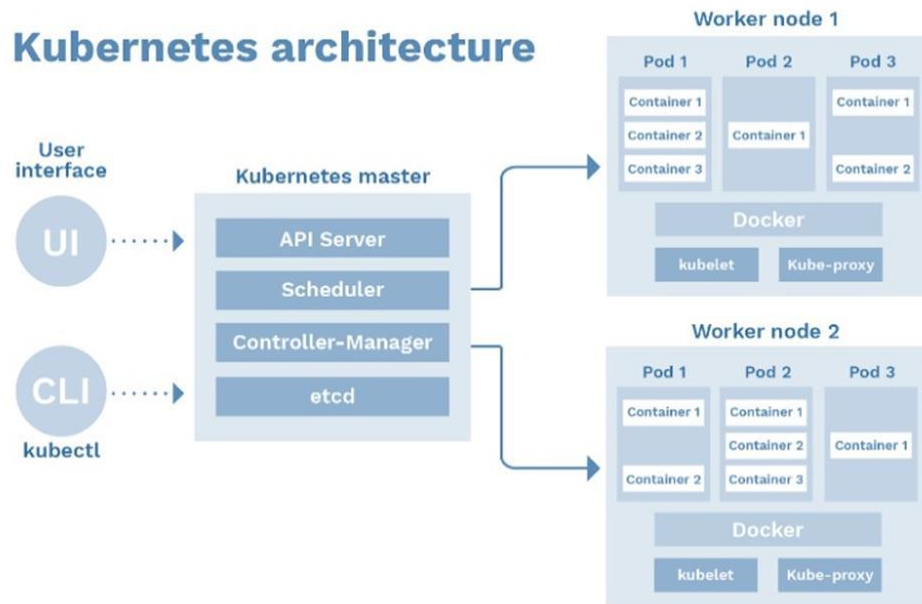 Kubernetes architecture
User
interface
UI
CLI
kubectl
Kubernetes master
API Server
Scheduler
Controller-Manager
etcd
Worker node 1
Pod 1
Container 1
Container 2
Container 3
Pod 2
Container 1
Pod 3
Container 1
Container 2
Docker
kubelet
Kube-proxy
Worker node 2
Pod 1
Container 1
Container 2
Pod 2
Container 1
Container 2
Container 3
Pod 3
Container 1
Docker
kubelet
Kube-proxy